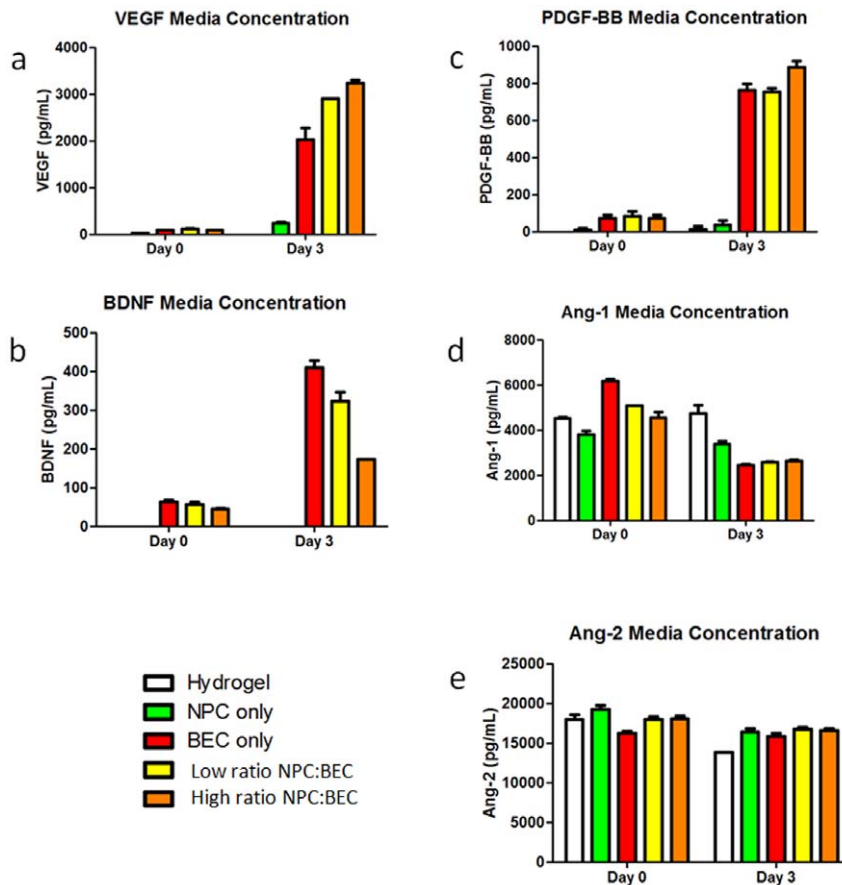 VEGF Media Concentration
a
VEGF (pg/mL)
4000
3000
2000
1000
0
Day 0 Day 3
PDGF-BB Media Concentration
c
PDGF-BB (pg/mL)
1000
800
600
400
200
0
Day 0 Day 3
BDNF Media Concentration
b
BDNF (pg/mL)
500
400
300
200
100
0
Day 0 Day 3
Ang-1 Media Concentration
d
Ang-1 (pg/mL)
8000
6000
4000
2000
0
Day 0 Day 3
Hydrogel
NPC only
BEC only
Low ratio NPC:BEC
High ratio NPC:BEC
Ang-2 Media Concentration
e
Ang-2 (pg/mL)
25000
20000
15000
10000
5000
0
Day 0 Day 3